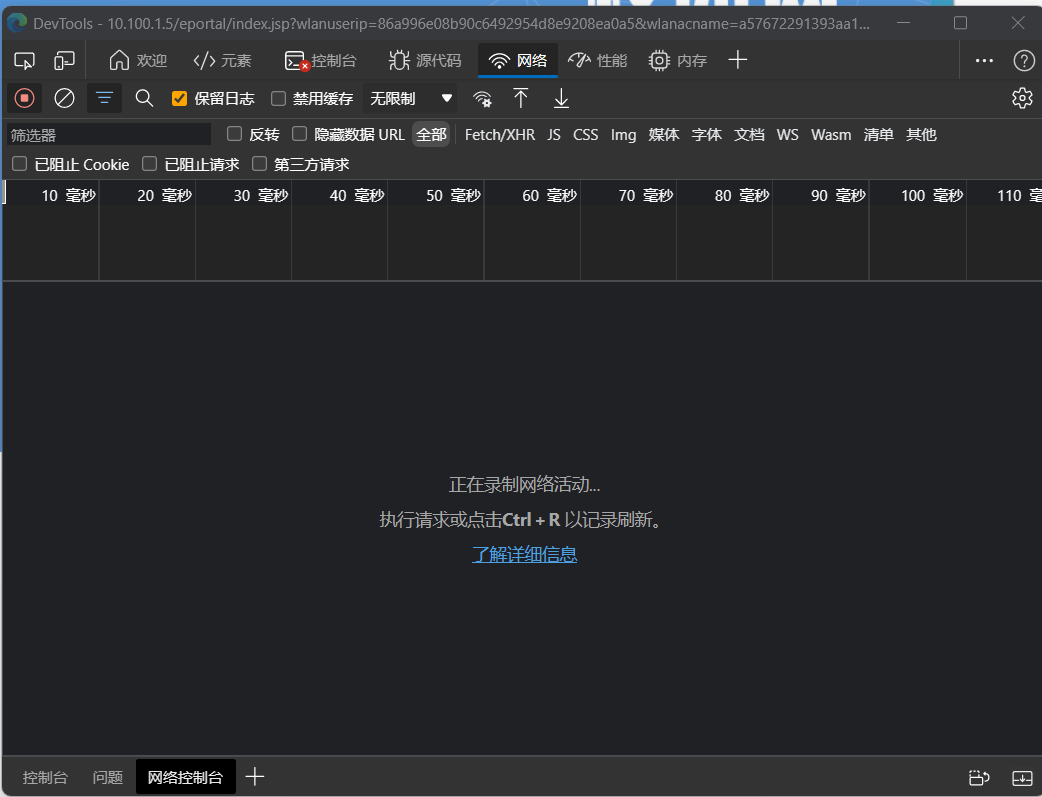 DevTools - 10.100.1.5/eportal/index.jsp?wlanuserip=86a996e08b90c6492954d8e9208ea0a5&wlanacname=a57672291393aa1...
欢迎 元素 控制台 源代码 网络 性能 内存
保留日志 禁用缓存 无限制
筛选器 反转 隐藏数据 URL 全部 Fetch/XHR JS CSS Img 媒体 字体 文档 WS Wasm 清单 其他
已阻止 Cookie 已阻止请求 第三方请求
10 毫秒 20 毫秒 30 毫秒 40 毫秒 50 毫秒 60 毫秒 70 毫秒 80 毫秒 90 毫秒 100 毫秒 110 毫
正在录制网络活动...
执行请求或点击Ctrl + R 以记录刷新。
了解详细信息
控制台 问题 网络控制台